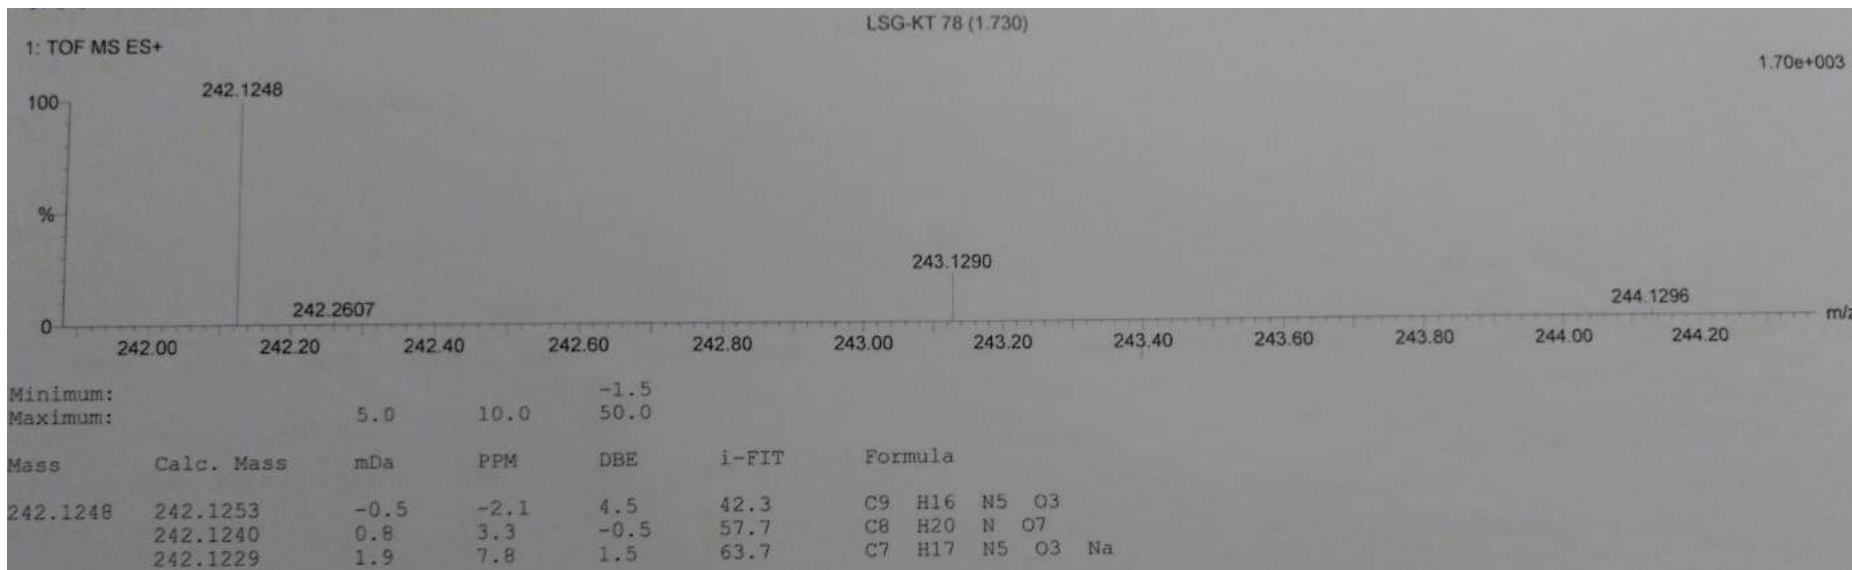 LSG-KT 78 (1.730)
1: TOF MS ES+
1.70e+003
242.1248
100
243.1290
%
244.1296
242.2607
0
m/z
242.00 242.20 242.40 242.60 242.80 243.00 243.20 243.40 243.60 243.80 244.00 244.20
Minimum: -1.5
Maximum: 5.0 10.0 50.0
Mass Calc. Mass mDa PPM DBE i-FIT Formula
242.1248 242.1253 -0.5 -2.1 4.5 42.3 C9 H16 N5 O3
242.1240 0.8 3.3 -0.5 57.7 C8 H20 N O7
242.1229 1.9 7.8 1.5 63.7 C7 H17 N5 O3 Na